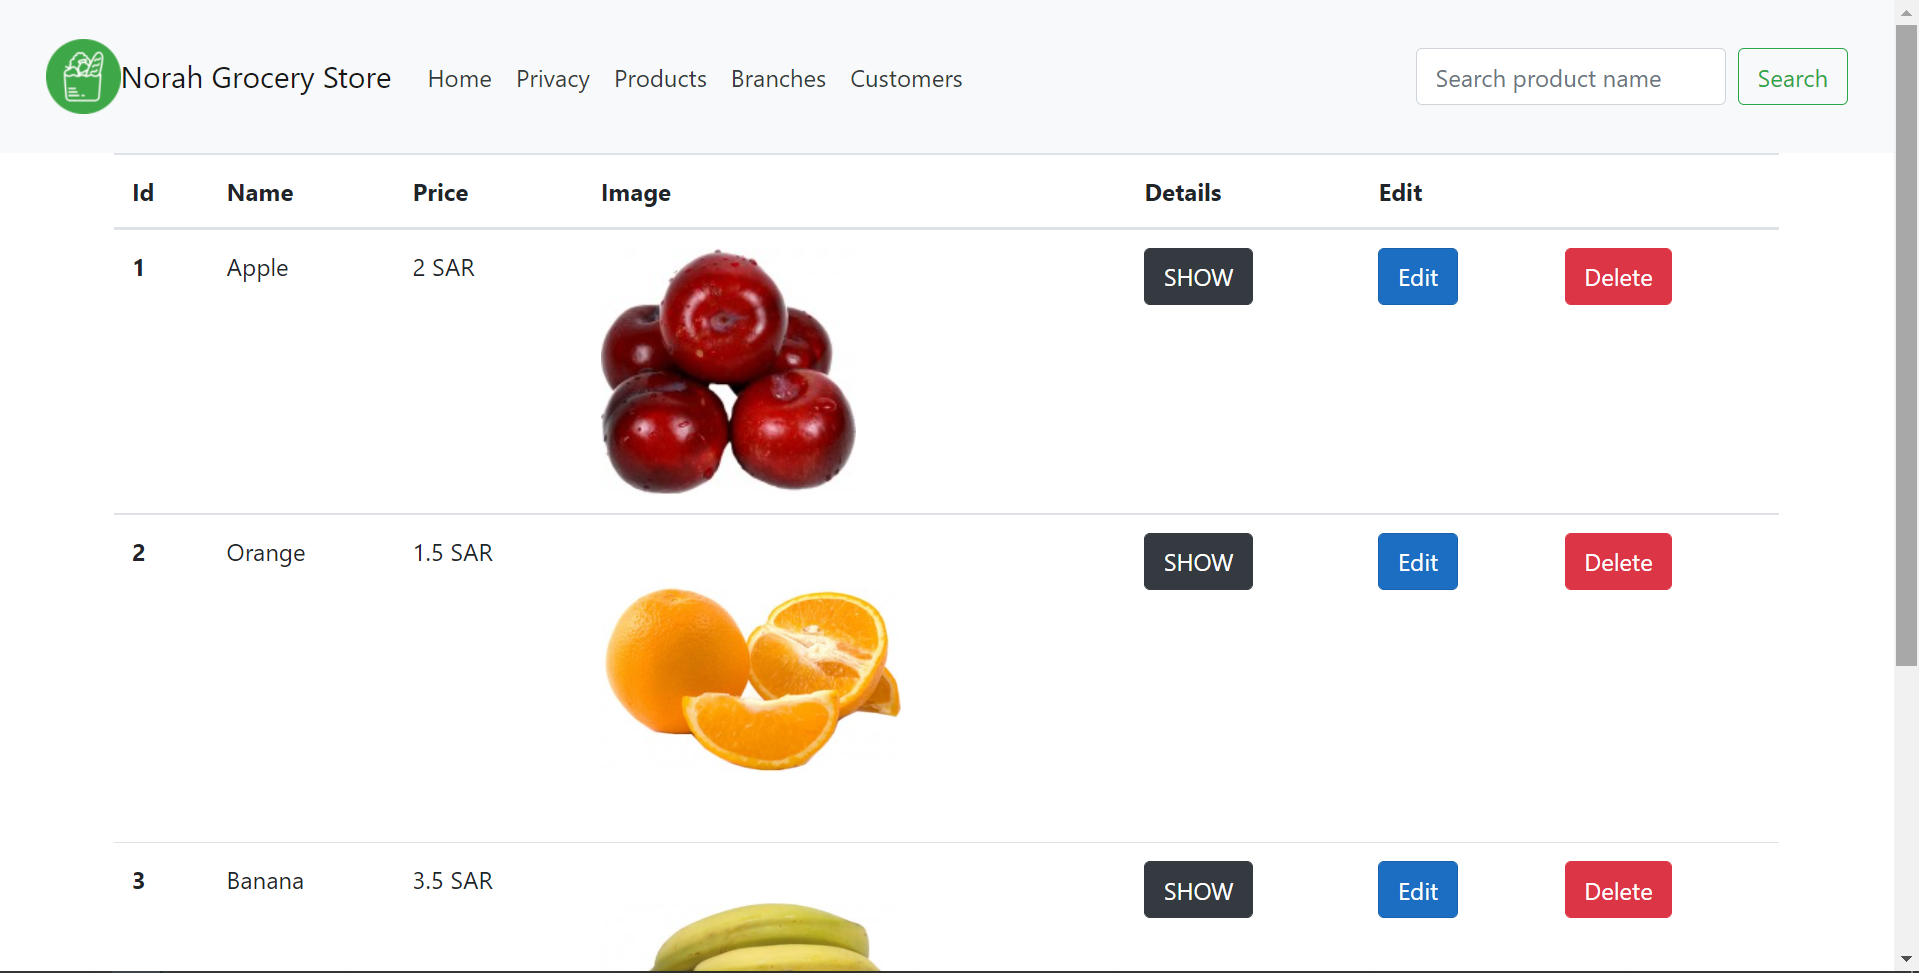 Norah Grocery Store Home Privacy Products Branches Customers Search product name Search
Id Name Price Image Details Edit
1 Apple 2 SAR SHOW Edit Delete
2 Orange 1.5 SAR SHOW Edit Delete
3 Banana 3.5 SAR SHOW Edit Delete